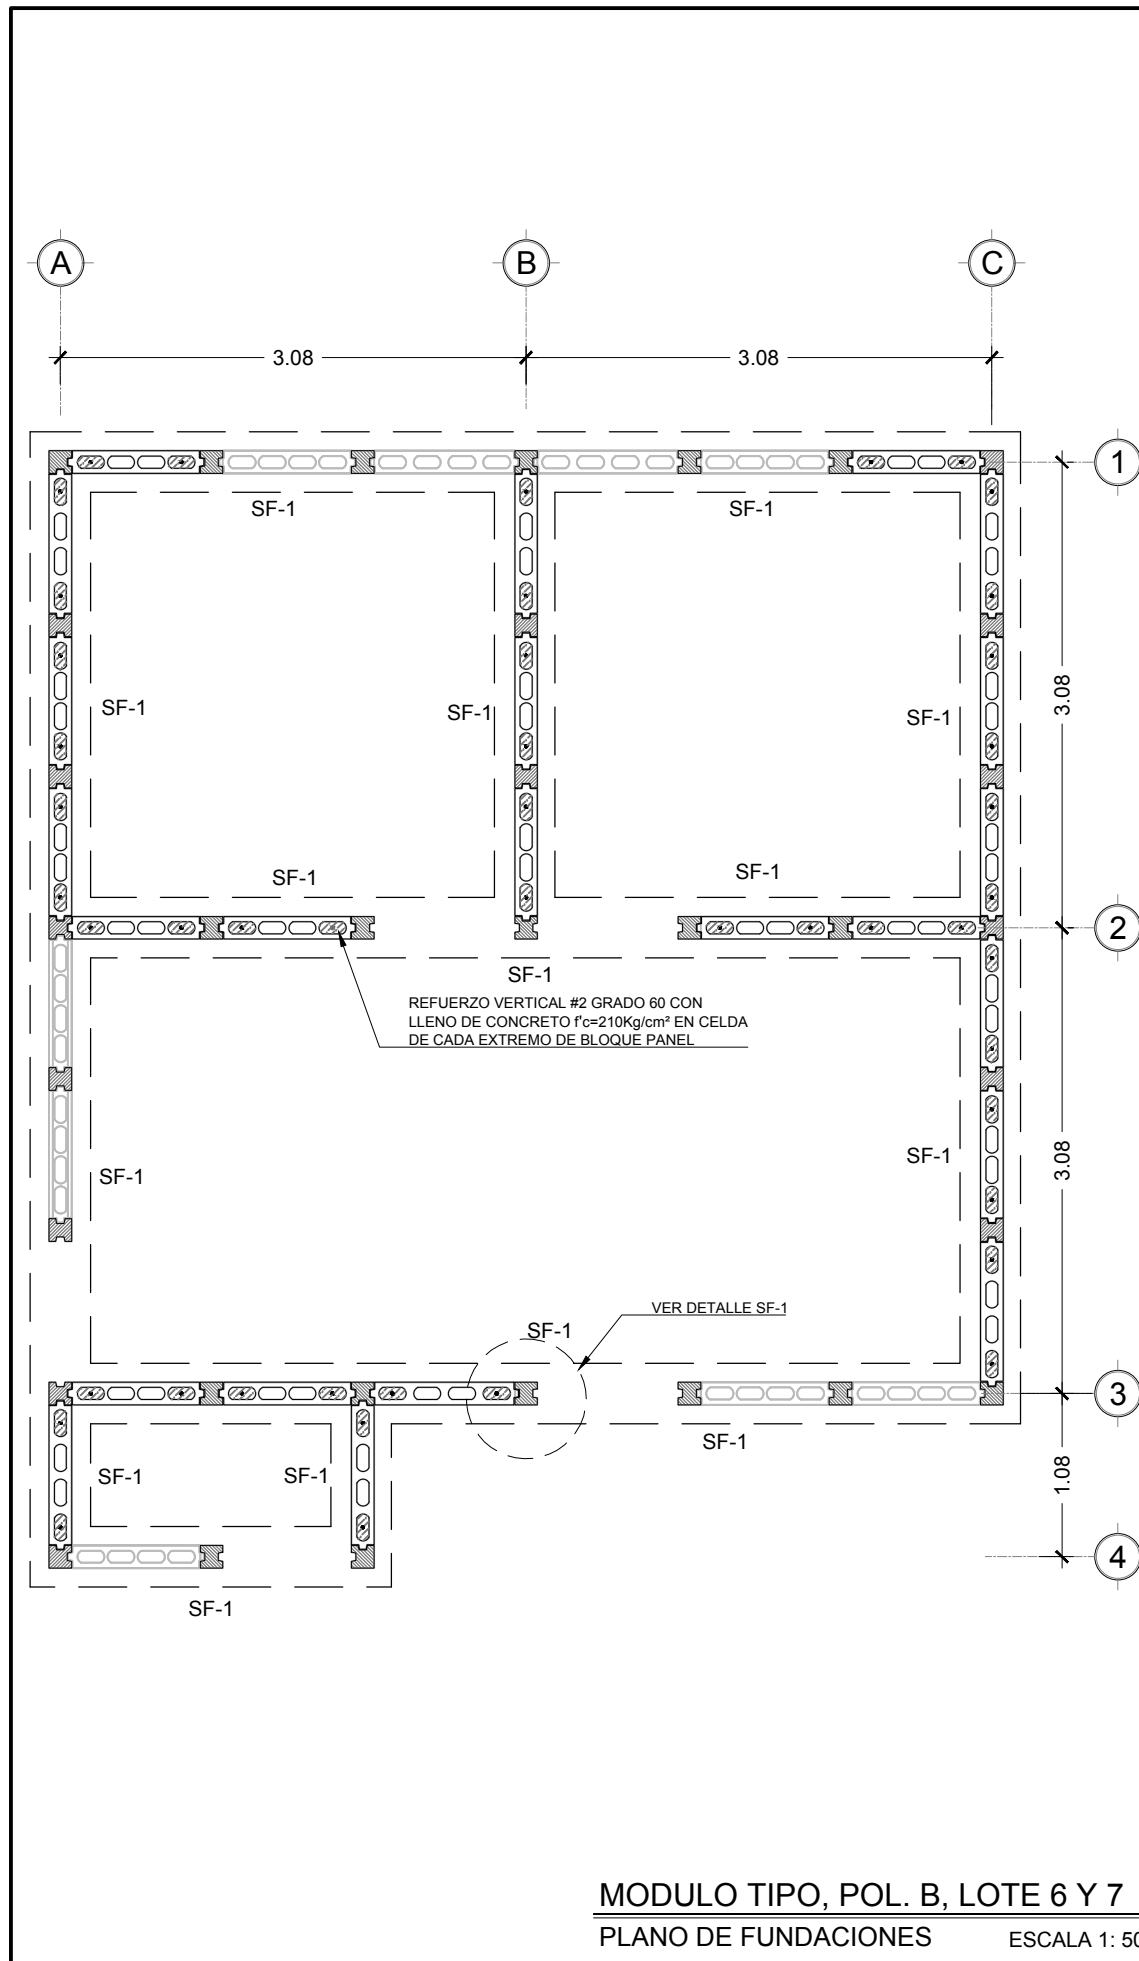 A
B
C
3.08
3.08
1
SF-1
SF-1
3.08
SF-1
SF-1
SF-1
SF-1
SF-1
2
SF-1
REFUERZO VERTICAL #2 GRADO 60 CON
LLENO DE CONCRETO f'c=210Kg/cm² EN CELDA
DE CADA EXTREMO DE BLOQUE PANEL
3.08
SF-1
SF-1
VER DETALLE SF-1
SF-1
3
SF-1
1.08
SF-1
SF-1
4
SF-1
MODULO TIPO, POL. B, LOTE 6 Y 7
PLANO DE FUNDACIONES
ESCALA 1: 50